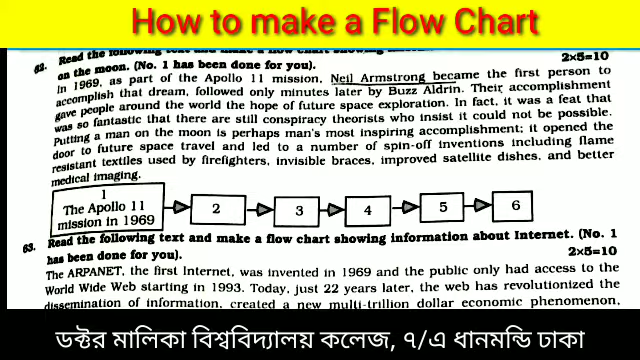 How to make a Flow Chart
62. Read the following text and make a flow chart showing
on the moon. (No. 1 has been done for you). 2×5=10
In 1969, as part of the Apollo 11 mission, Neil Armstrong became the first person to
accomplish that dream, followed only minutes later by Buzz Aldrin. Their accomplishment
gave people around the world the hope of future space exploration. In fact, it was a feat that
was so fantastic that there are still conspiracy theorists who insist it could not be possible.
Putting a man on the moon is perhaps man's most inspiring accomplishment; it opened the
door to future space travel and led to a number of spin-off inventions including flame
resistant textiles used by firefighters, invisible braces, improved satellite dishes, and better
medical imaging.
1
The Apollo 11
mission in 1969
2
3
4
5
6
63. Read the following text and make a flow chart showing information about Internet. (No. 1
has been done for you). 2×5=10
The ARPANET, the first Internet, was invented in 1969 and the public only had access to the
World Wide Web starting in 1993. Today, just 22 years later, the web has revolutionized the
dissemination of information, created a new multi-trillion dollar economic phenomenon,
ডক্টর মালিকা বিশ্ববিদ্যালয় কলেজ, ৭/এ ধানমন্ডি ঢাকা